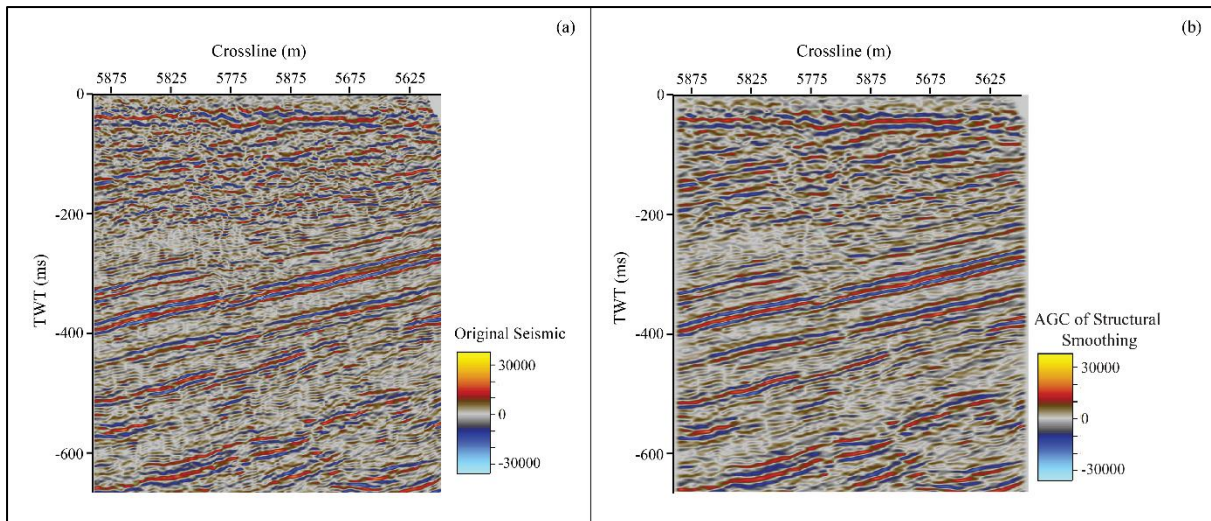 (a)
Crossline (m)
5875 5825 5775 5875 5675 5625
0
-200
TWT (ms)
-400
-600
Original Seismic
30000
0
-30000
(b)
Crossline (m)
5875 5825 5775 5875 5675 5625
0
-200
TWT (ms)
-400
-600
AGC of Structural
Smoothing
30000
0
-30000